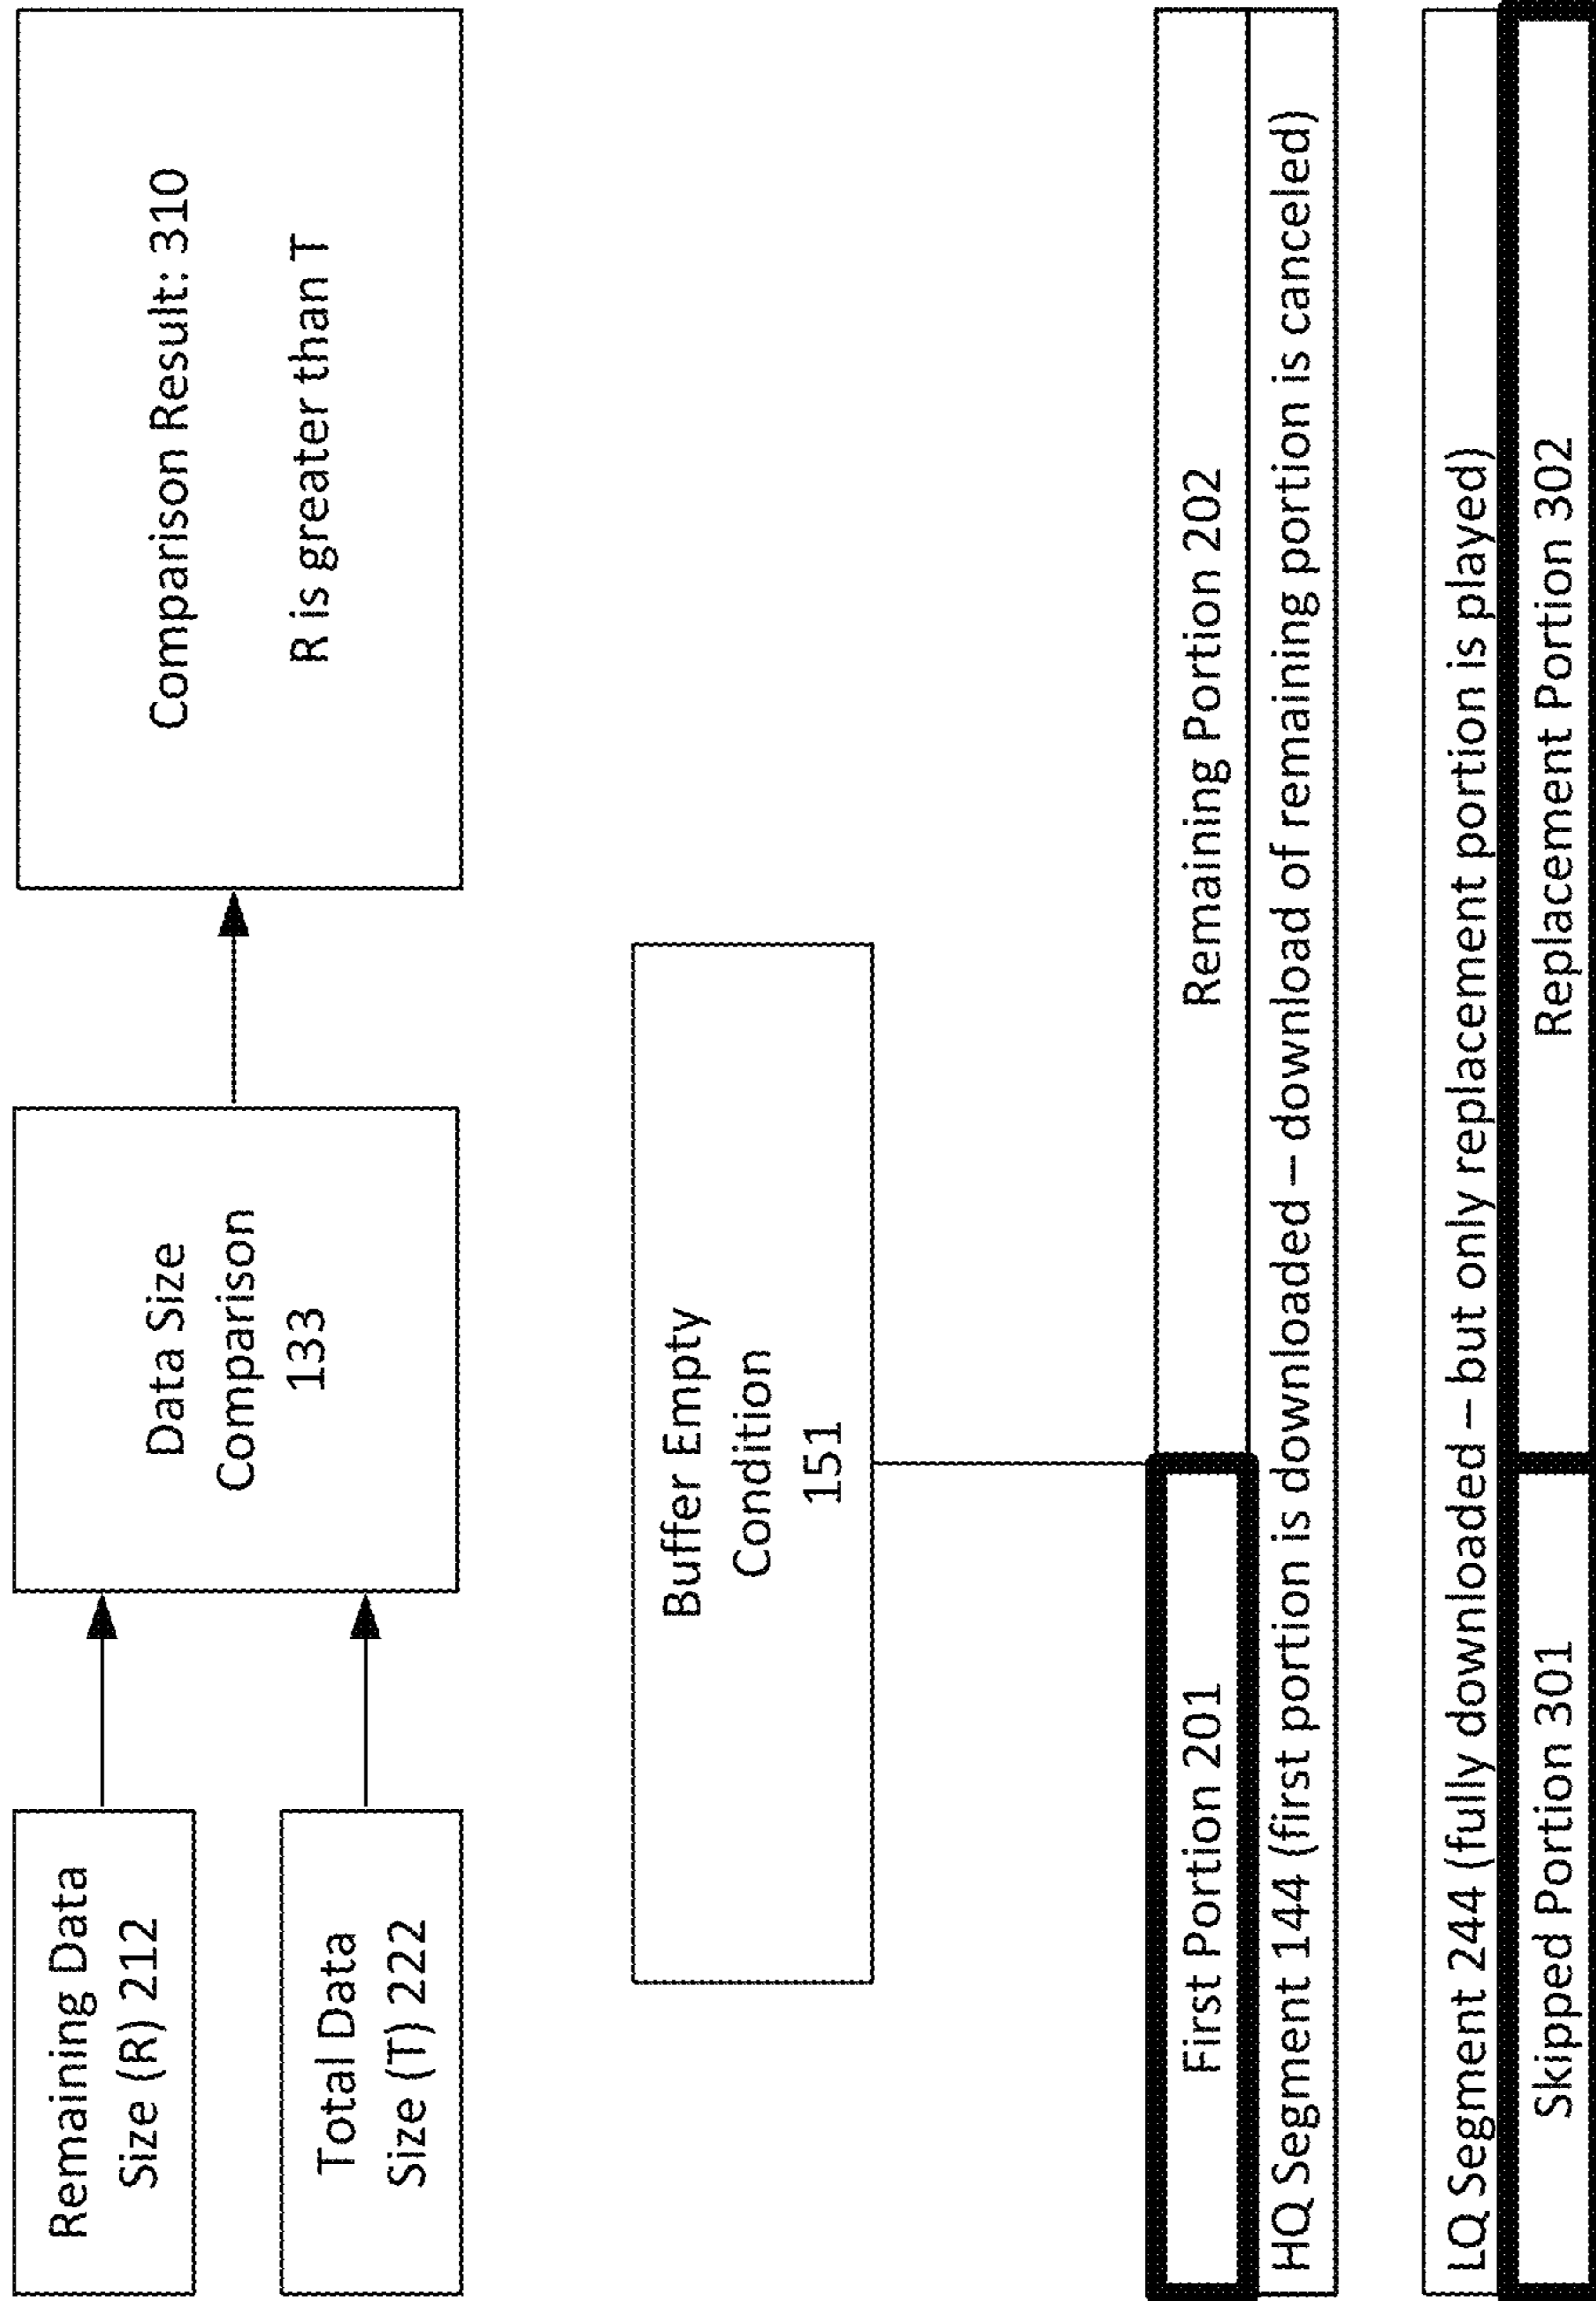 Remaining Data
Size (R) 212
Total Data
Size (T) 222
Data Size
Comparison
133
Comparison Result: 310
R is greater than T
Buffer Empty
Condition
151
First Portion 201
Remaining Portion 202
HQ Segment 144 (first portion is downloaded – download of remaining portion is canceled)
LQ Segment 244 (fully downloaded – but only replacement portion is played)
Skipped Portion 301
Replacement Portion 302